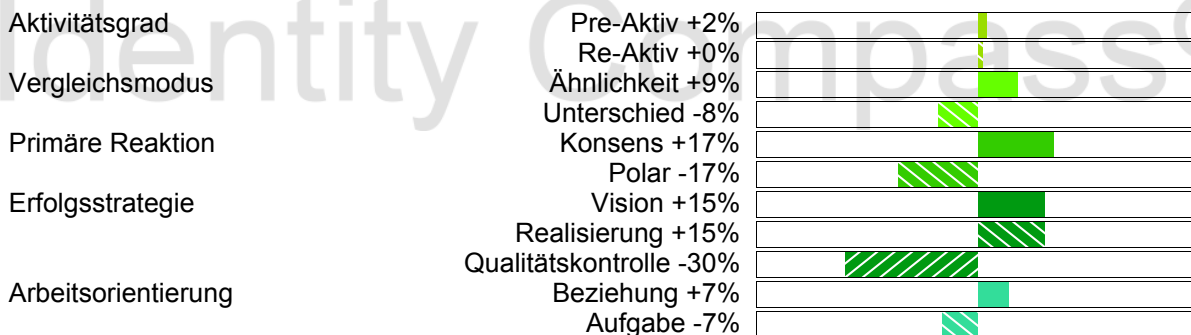 Identity Compass®
Aktivitätsgrad Pre-Aktiv +2%
Re-Aktiv +0%
Vergleichsmodus Ähnlichkeit +9%
Unterschied -8%
Primäre Reaktion Konsens +17%
Polar -17%
Erfolgsstrategie Vision +15%
Realisierung +15%
Qualitätskontrolle -30%
Arbeitsorientierung Beziehung +7%
Aufgabe -7%